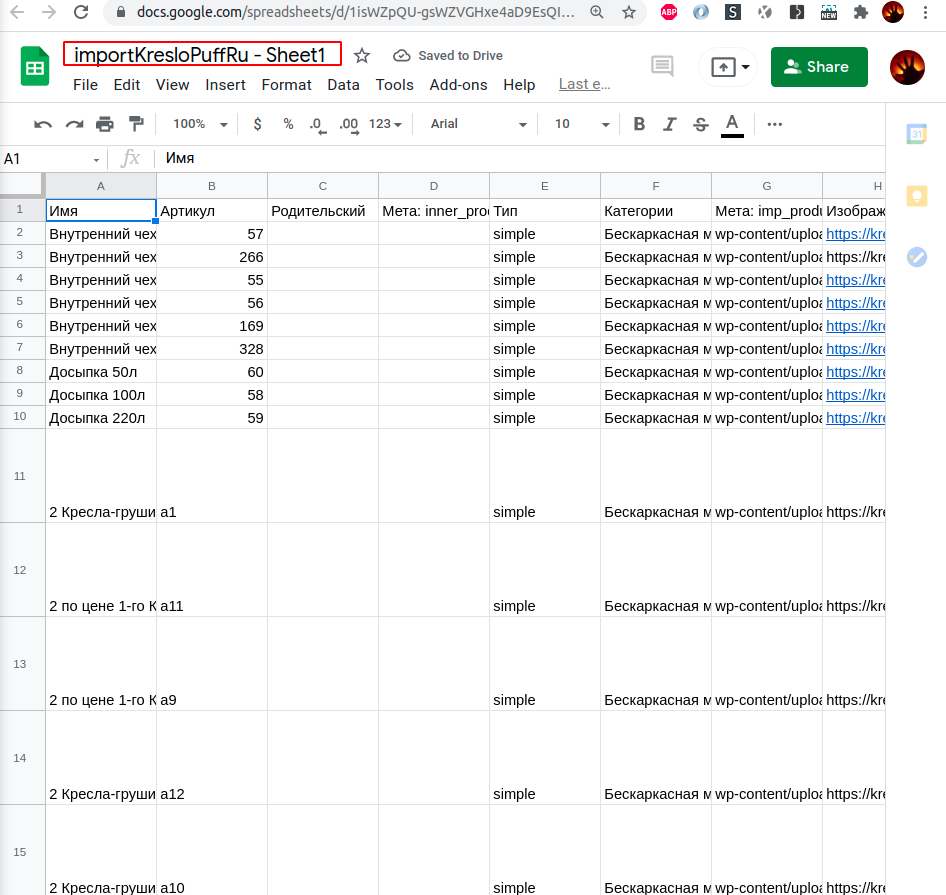 docs.google.com/spreadsheets/d/1isWZpQU-gsWZVGHxe4aD9EsQI...
ABP S NEW
importKresloPuffRu - Sheet1 Saved to Drive
File Edit View Insert Format Data Tools Add-ons Help Last e...
Share
100% $ % .0 .00 123 Arial 10 B I S A
31
A1 fx Имя
A B C D E F G H
1 Имя Артикул Родительский Мета: inner_proc Тип Категории Мета: imp_produ Изображ
2 Внутренний чех 57 simple Бескаркасная м wp-content/uploa https://kre
3 Внутренний чех 266 simple Бескаркасная м wp-content/uploa https://kre
4 Внутренний чех 55 simple Бескаркасная м wp-content/uploa https://kre
5 Внутренний чех 56 simple Бескаркасная м wp-content/uploa https://kre
6 Внутренний чех 169 simple Бескаркасная м wp-content/uploa https://kre
7 Внутренний чех 328 simple Бескаркасная м wp-content/uploa https://kre
8 Досыпка 50л 60 simple Бескаркасная м wp-content/uploa https://kre
9 Досыпка 100л 58 simple Бескаркасная м wp-content/uploa https://kre
10 Досыпка 220л 59 simple Бескаркасная м wp-content/uploa https://kre
11 2 Кресла-груши a1 simple Бескаркасная м wp-content/uploa https://kre
12 2 по цене 1-го К a11 simple Бескаркасная м wp-content/uploa https://kre
13 2 по цене 1-го К a9 simple Бескаркасная м wp-content/uploa https://kre
14 2 Кресла-груши a12 simple Бескаркасная м wp-content/uploa https://kre
15 2 Кресла-груши a10 simple Бескаркасная м wp-content/uploa https://kre